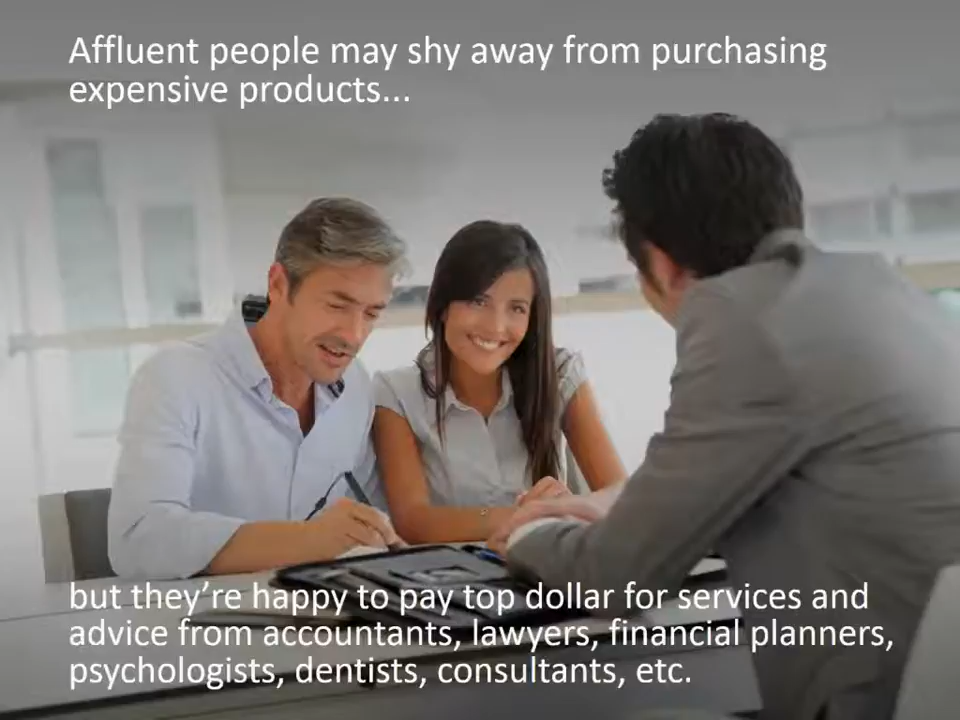 Affluent people may shy away from purchasing
expensive products...
but they're happy to pay top dollar for services and
advice from accountants, lawyers, financial planners,
psychologists, dentists, consultants, etc.